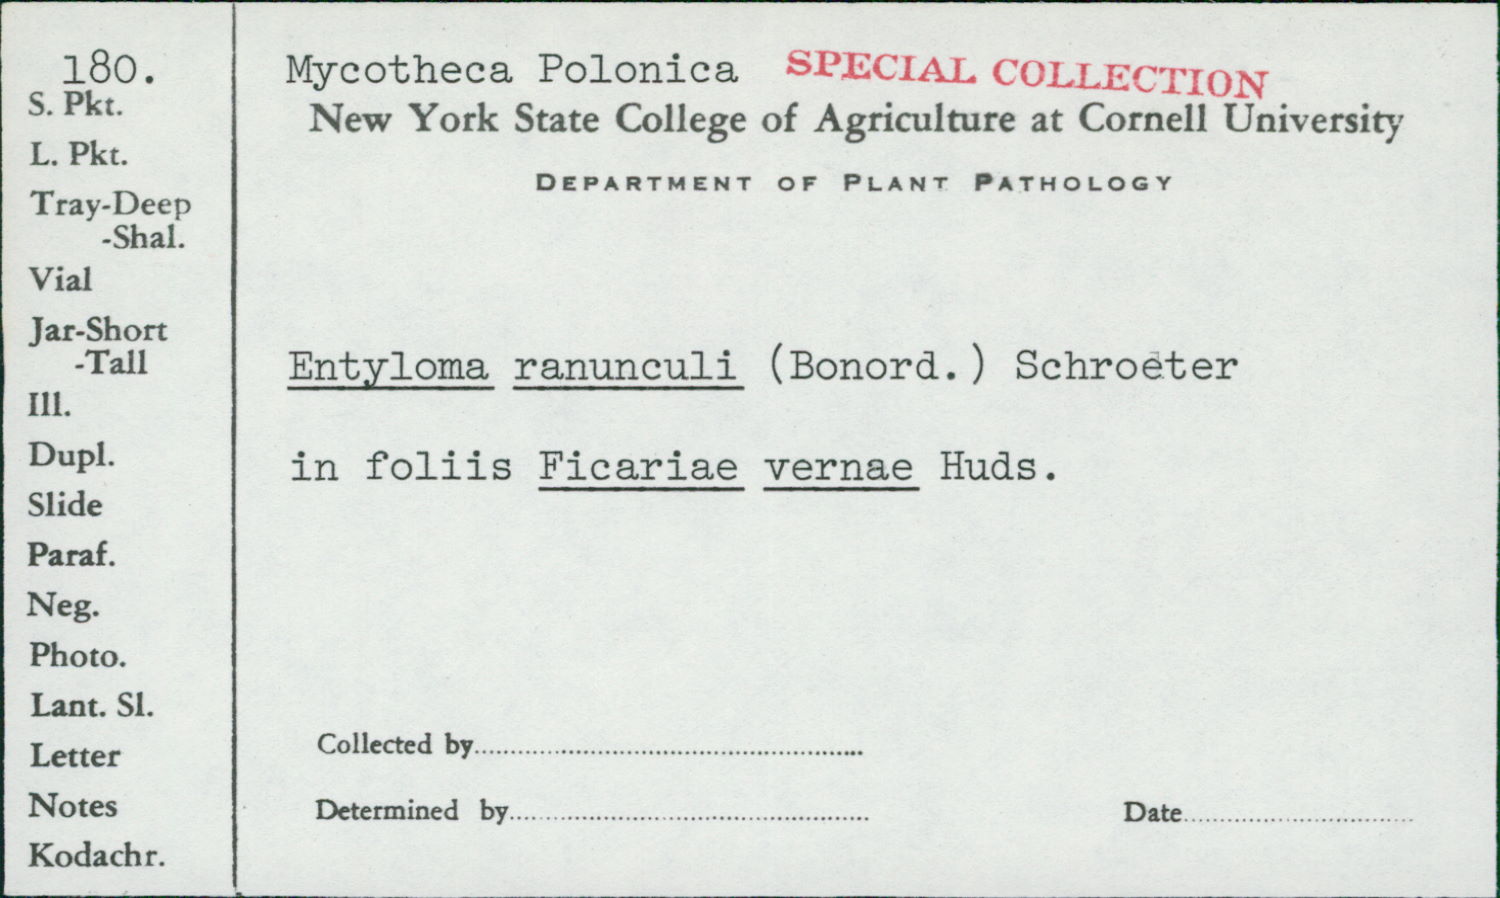 180.
S. Pkt.
L. Pkt.
Tray-Deep
-Shal.
Vial
Jar-Short
-Tall
Ill.
Dupl.
Slide
Paraf.
Neg.
Photo.
Lant. Sl.
Letter
Notes
Kodachr.
Mycotheca Polonica SPECIAL COLLECTION
New York State College of Agriculture at Cornell University
DEPARTMENT OF PLANT PATHOLOGY
Entyloma ranunculi (Bonord.) Schroeter
in foliis Ficariae vernae Huds.
Collected by
Determined by Date